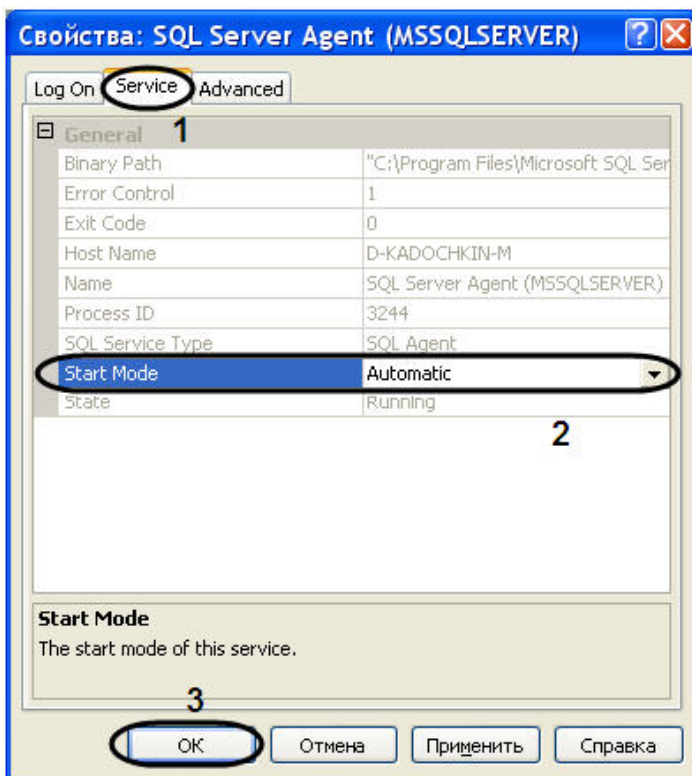 Свойства: SQL Server Agent (MSSQLSERVER)
Log On Service Advanced
1
General
Binary Path "C:\Program Files\Microsoft SQL Ser
Error Control 1
Exit Code 0
Host Name D-KADOCHKIN-M
Name SQL Server Agent (MSSQLSERVER)
Process ID 3244
SQL Service Type SQL Agent
Start Mode Automatic
State Running
2
Start Mode
The start mode of this service.
3
ОК Отмена Применить Справка